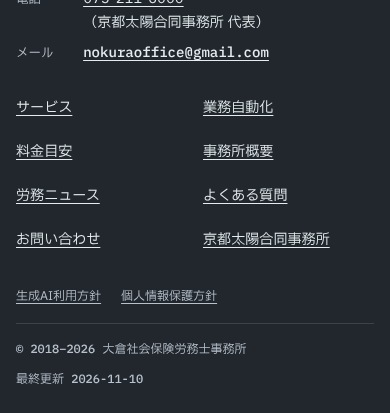 （京都太陽合同事務所 代表）
メール nokuraoffice@gmail.com
サービス 業務自動化
料金目安 事務所概要
労務ニュース よくある質問
お問い合わせ 京都太陽合同事務所
生成AI利用方針 個人情報保護方針
© 2018–2026 大倉社会保険労務士事務所
最終更新 2026-11-10